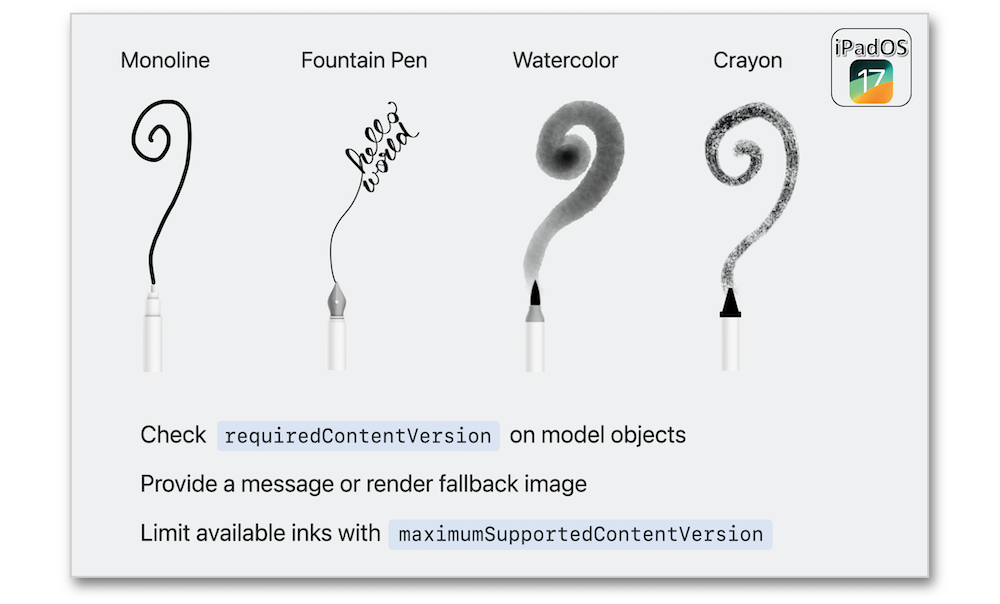 Monoline
Fountain Pen
Watercolor
Crayon
iPadOS
17
hello
world
Check requiredContentVersion on model objects
Provide a message or render fallback image
Limit available inks with maximumSupportedContentVersion